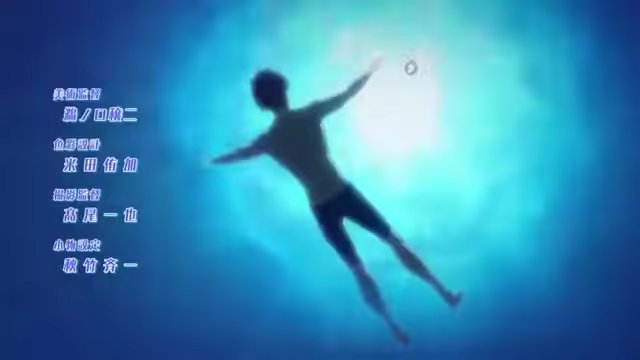 美術監督
鵜ノ口穣二
色彩設計
米田侑加
撮影監督
高尾一也
小物設定
秋竹斉一